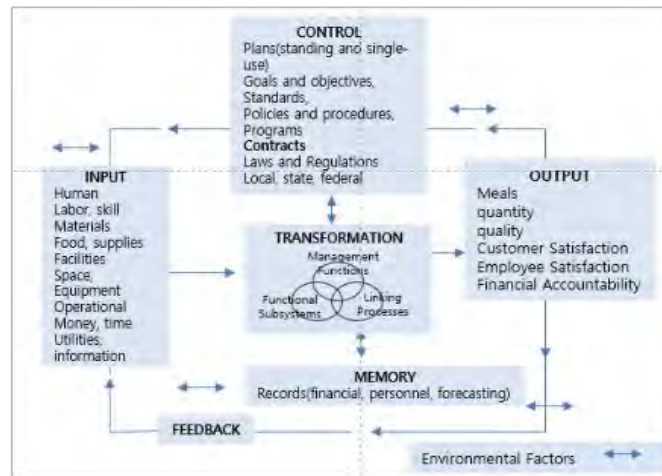 CONTROL
Plans(standing and single-
use)
Goals and objectives,
Standards,
Policies and procedures,
Programs
Contracts
Laws and Regulations
Local, state, federal
INPUT
Human
Labor, skill
Materials
Food, supplies
Facilities
Space,
Equipment
Operational
Money, time
Utilities,
information
TRANSFORMATION
Management
Functions
Functional
Subsystems
Linking
Processes
OUTPUT
Meals
quantity
quality
Customer Satisfaction
Employee Satisfaction
Financial Accountability
MEMORY
Records(financial, personnel, forecasting)
FEEDBACK
Environmental Factors